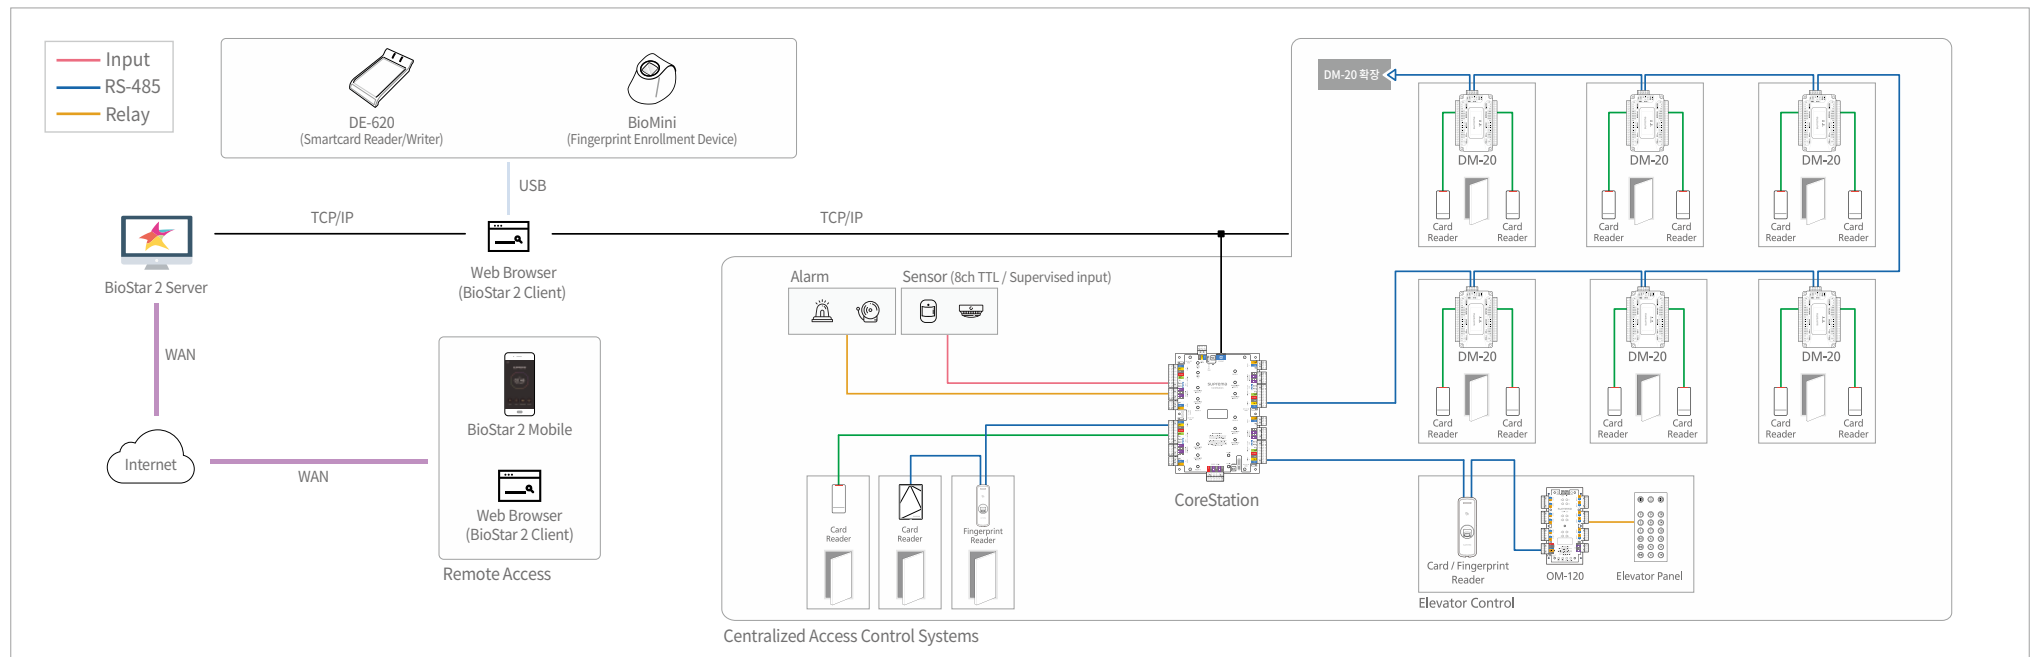 Input
RS-485
Relay
DE-620
(Smartcard Reader/Writer)
BioMini
(Fingerprint Enrollment Device)
USB
TCP/IP
TCP/IP
BioStar 2 Server
Web Browser
(BioStar 2 Client)
WAN
Internet
WAN
BioStar 2 Mobile
Web Browser
(BioStar 2 Client)
Remote Access
Alarm
Sensor (8ch TTL / Supervised input)
CoreStation
Card
Reader
Card
Reader
Fingerprint
Reader
Centralized Access Control Systems
DM-20 확장
DM-20
DM-20
DM-20
Card
Reader
Card
Reader
Card
Reader
Card
Reader
Card
Reader
Card
Reader
DM-20
DM-20
DM-20
Card
Reader
Card
Reader
Card
Reader
Card
Reader
Card
Reader
Card
Reader
Card / Fingerprint
Reader
OM-120
Elevator Panel
Elevator Control